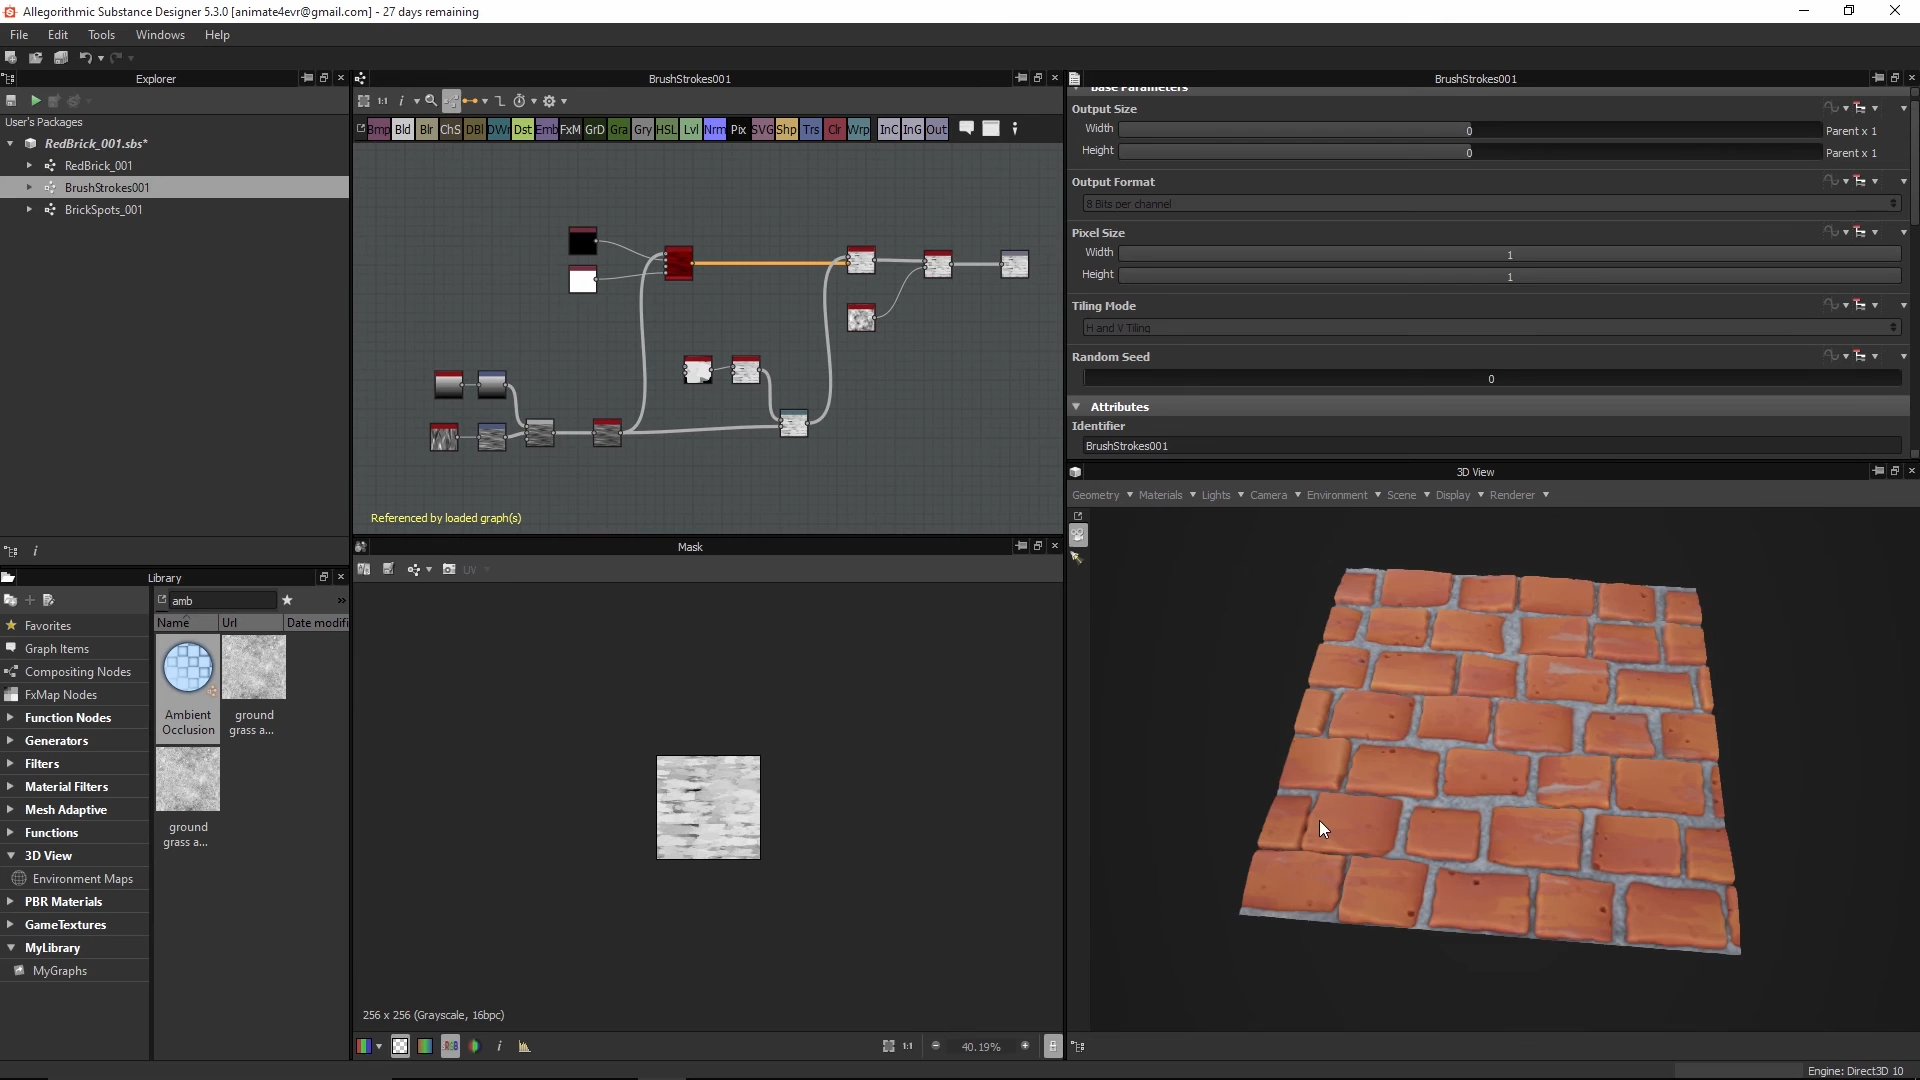 Allegorithmic Substance Designer 5.3.0 [animate4evr@gmail.com] - 27 days remaining
File Edit Tools Windows Help
Explorer
User's Packages
RedBrick_001.sbs*
RedBrick_001
BrushStrokes001
BrickSpots_001
Library
amb
Name Url Date modifi
Favorites
Graph Items
Compositing Nodes
FxMap Nodes
Function Nodes
Generators
Filters
Material Filters
Mesh Adaptive
Functions
3D View
Environment Maps
PBR Materials
GameTextures
MyLibrary
MyGraphs
Ambient
Occlusion
ground
grass a...
ground
grass a...
BrushStrokes001
1:1
Bmp Bld Blr ChS DBl DWr Dst Emb FxM GrD Gra Gry HSL Lvl Nrm Pix SVG Shp Trs Clr Wrp InC InG Out
Referenced by loaded graph(s)
Mask
UV
256 x 256 (Grayscale, 16bpc)
RGB
1:1
40.19%
BrushStrokes001
Base Parameters
Output Size
Width 0 Parent x 1
Height 0 Parent x 1
Output Format
8 Bits per channel
Pixel Size
Width 1
Height 1
Tiling Mode
H and V Tiling
Random Seed
0
Attributes
Identifier
BrushStrokes001
3D View
Geometry Materials Lights Camera Environment Scene Display Renderer
Engine: Direct3D 10